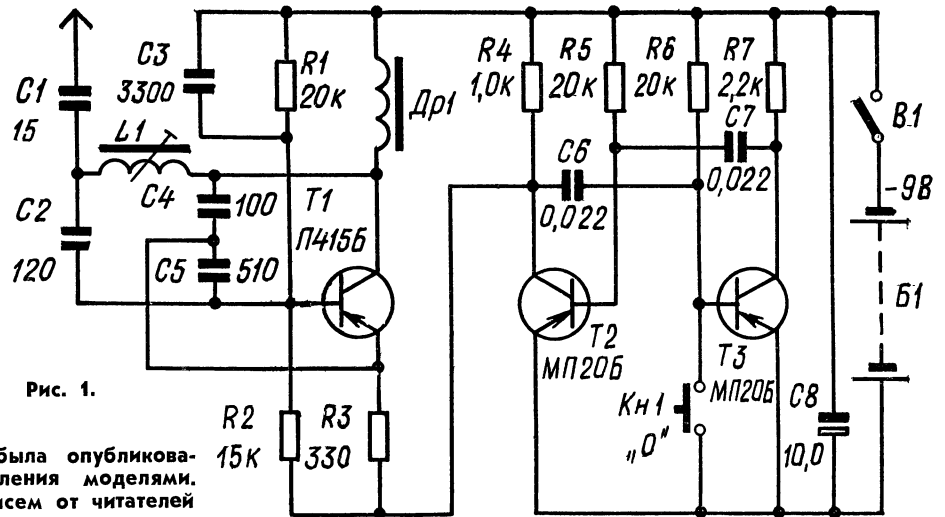 C1
15
C2
120
C3
3300
L1
C4
100
C5
510
R1
20к
Др1
T1
П415Б
R2
15к
R3
330
R4
1,0к
R5
20к
R6
20к
R7
2,2к
C6
0,022
C7
0,022
T2
МП20Б
T3
МП20Б
Кн1
„0"
C8
10,0
В1
-9В
Б1
Рис. 1.
была опубликова-
ления моделями.
исем от читателей